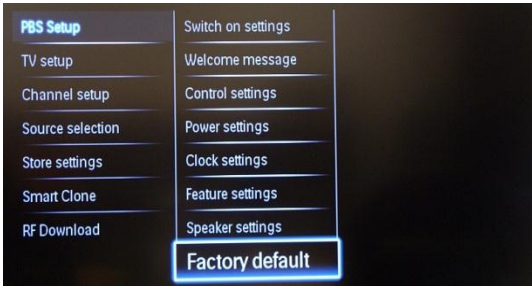 PBS Setup
TV setup
Channel setup
Source selection
Store settings
Smart Clone
RF Download
Switch on settings
Welcome message
Control settings
Power settings
Clock settings
Feature settings
Speaker settings
Factory default